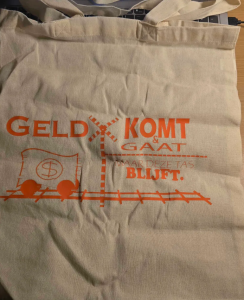 GELD KOMT
& GAAT
BLIJFT.
$